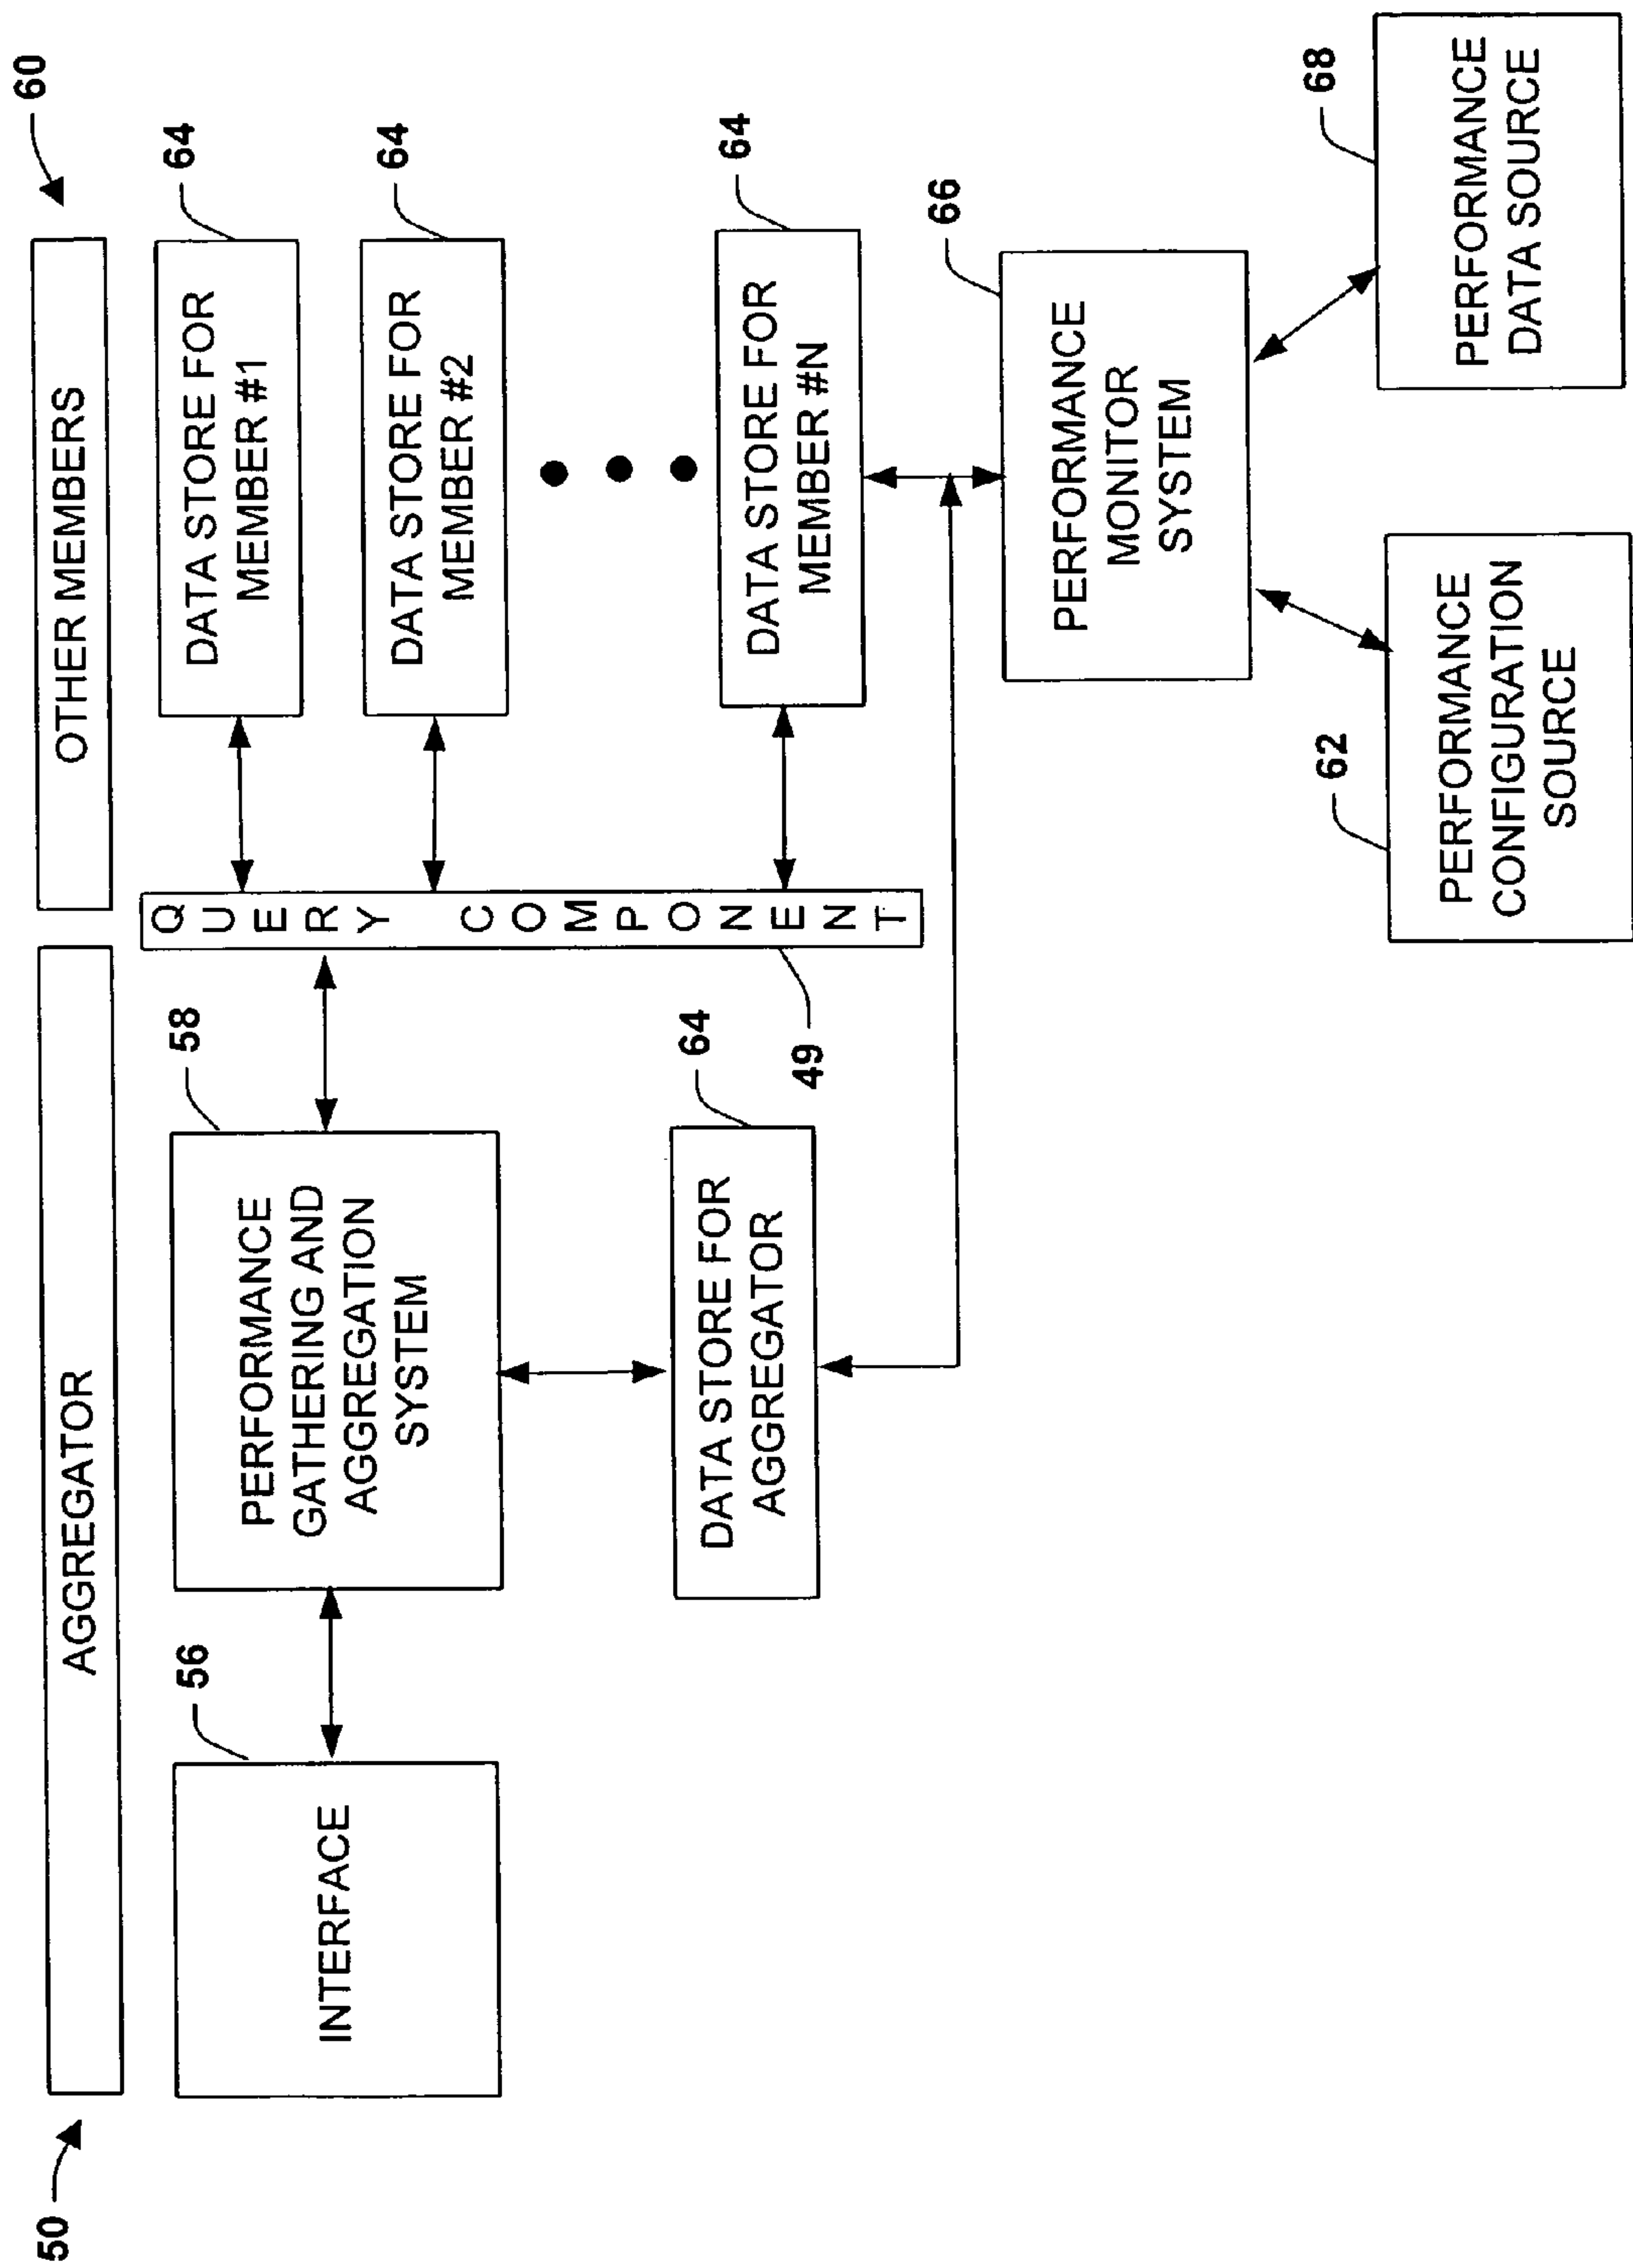 50
AGGREGATOR
OTHER MEMBERS
60
56
INTERFACE
58
PERFORMANCE
GATHERING AND
AGGREGATION
SYSTEM
64
DATA STORE FOR
AGGREGATOR
QUERY COMPONENT
49
64
DATA STORE FOR
MEMBER #1
64
DATA STORE FOR
MEMBER #2
64
DATA STORE FOR
MEMBER #N
66
PERFORMANCE
MONITOR
SYSTEM
62
PERFORMANCE
CONFIGURATION
SOURCE
68
PERFORMANCE
DATA SOURCE